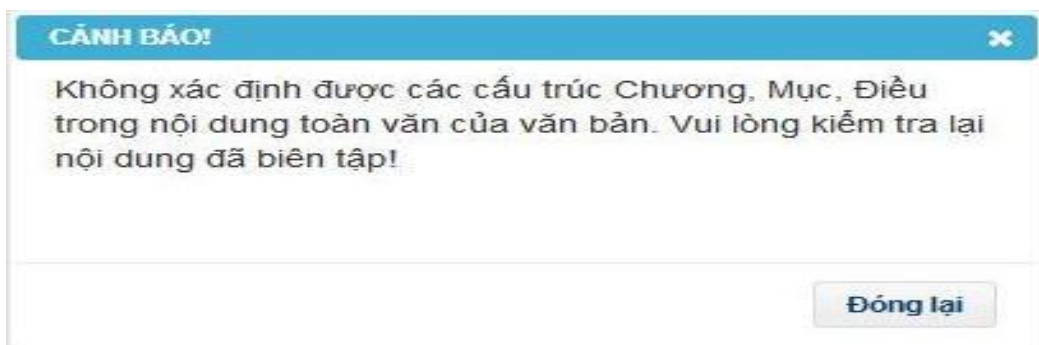 CẢNH BÁO!
Không xác định được các cấu trúc Chương, Mục, Điều
trong nội dung toàn văn của văn bản. Vui lòng kiểm tra lại
nội dung đã biên tập!
Đóng lại